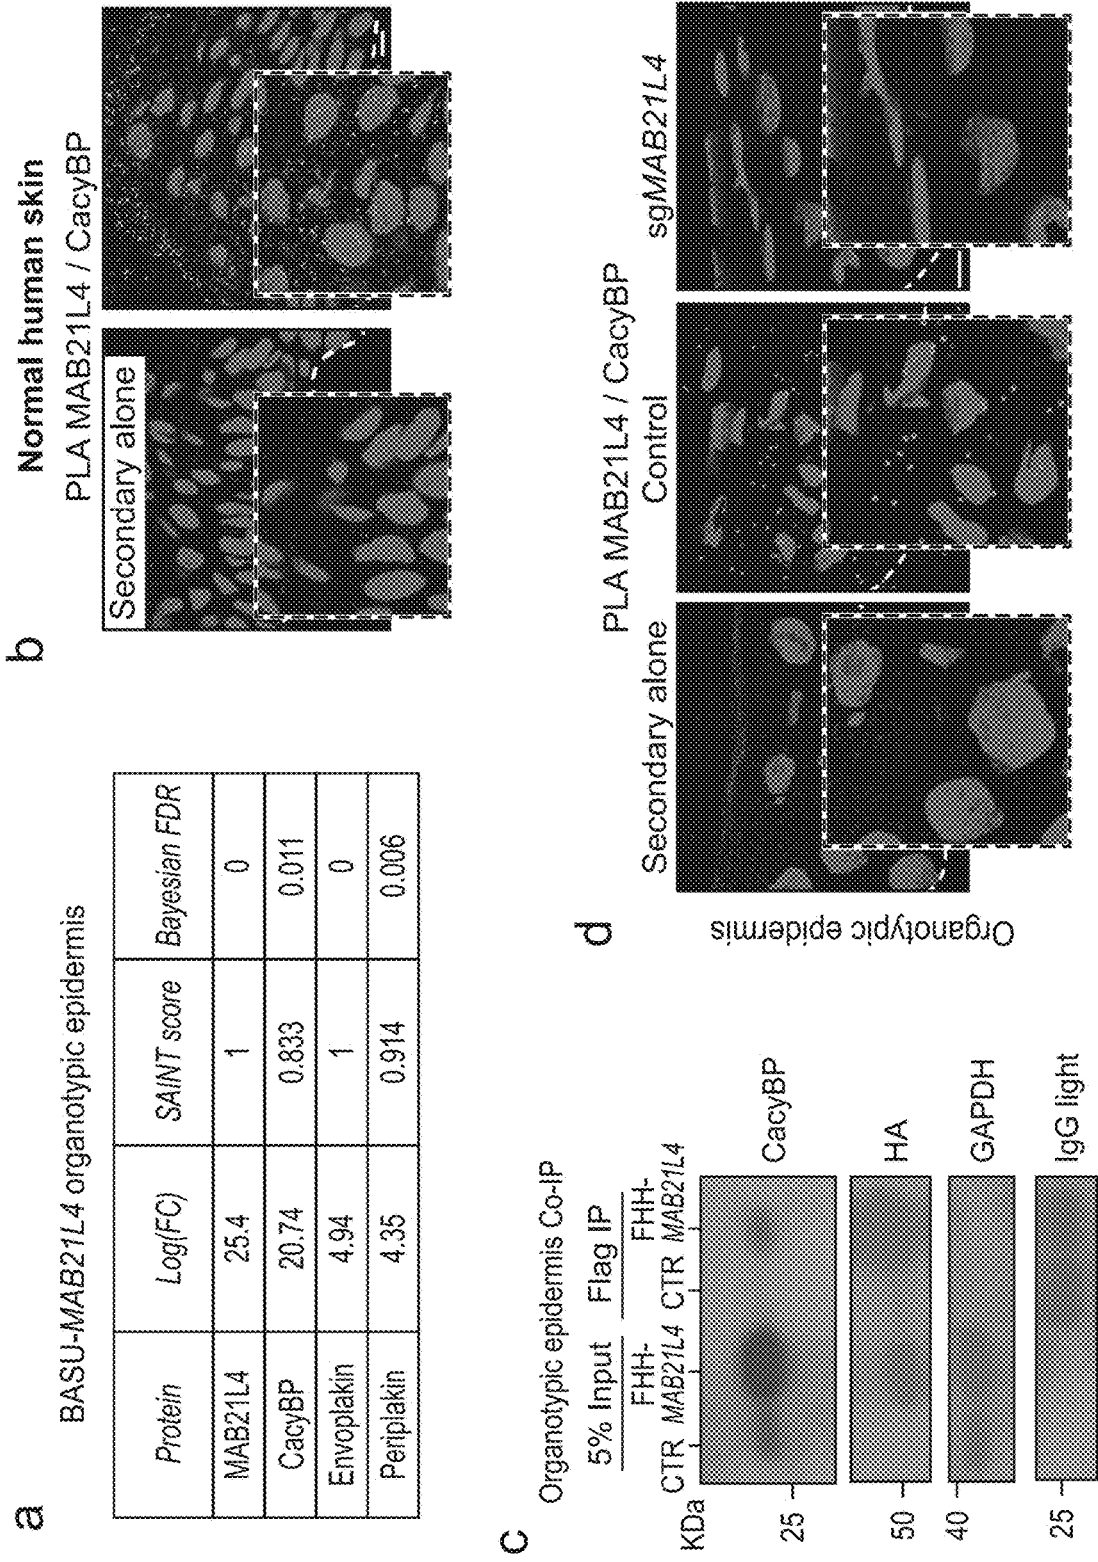 a
BASU-MAB21L4 organotypic epidermis
Protein Log(FC) SAINT score Bayesian FDR
MAB21L4 25.4 1 0
CacyBP 20.74 0.833 0.011
Envoplakin 4.94 1 0
Periplakin 4.35 0.914 0.006
b
Normal human skin
PLA MAB21L4 / CacyBP
Secondary alone
c
Organotypic epidermis Co-IP
5% Input Flag IP
FHH- FHH-
KDa CTR MAB21L4 CTR MAB21L4
25 CacyBP
50 HA
40 GAPDH
25 IgG light
d
PLA MAB21L4 / CacyBP
Secondary alone Control sgMAB21L4
Organotypic epidermis